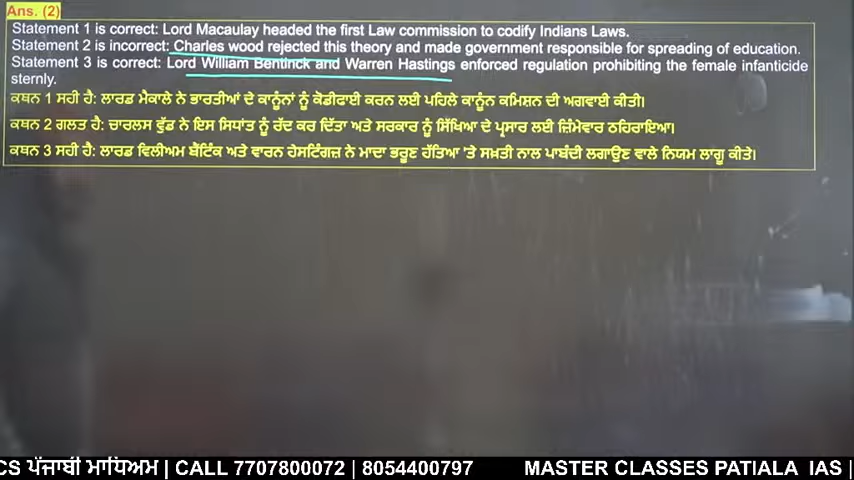 Ans. (2)
Statement 1 is correct: Lord Macaulay headed the first Law commission to codify Indians Laws.
Statement 2 is incorrect: Charles wood rejected this theory and made government responsible for spreading of education.
Statement 3 is correct: Lord William Bentinck and Warren Hastings enforced regulation prohibiting the female infanticide
sternly.
ਕਥਨ 1 ਸਹੀ ਹੈ: ਲਾਰਡ ਮੈਕਾਲੇ ਨੇ ਭਾਰਤੀਆਂ ਦੇ ਕਾਨੂੰਨਾਂ ਨੂੰ ਕੋਡੀਫਾਈ ਕਰਨ ਲਈ ਪਹਿਲੇ ਕਾਨੂੰਨ ਕਮਿਸ਼ਨ ਦੀ ਅਗਵਾਈ ਕੀਤੀ।
ਕਥਨ 2 ਗਲਤ ਹੈ: ਚਾਰਲਸ ਵੁੱਡ ਨੇ ਇਸ ਸਿਧਾਂਤ ਨੂੰ ਰੱਦ ਕਰ ਦਿੱਤਾ ਅਤੇ ਸਰਕਾਰ ਨੂੰ ਸਿੱਖਿਆ ਦੇ ਪ੍ਰਸਾਰ ਲਈ ਜ਼ਿੰਮੇਵਾਰ ਠਹਿਰਾਇਆ।
ਕਥਨ 3 ਸਹੀ ਹੈ: ਲਾਰਡ ਵਿਲੀਅਮ ਬੈਂਟਿੰਕ ਅਤੇ ਵਾਰਨ ਹੇਸਟਿੰਗਜ਼ ਨੇ ਮਾਦਾ ਭਰੂਣ ਹੱਤਿਆ 'ਤੇ ਸਖ਼ਤੀ ਨਾਲ ਪਾਬੰਦੀ ਲਗਾਉਣ ਵਾਲੇ ਨਿਯਮ ਲਾਗੂ ਕੀਤੇ।
CS ਪੰਜਾਬੀ ਮਾਧਿਅਮ | CALL 7707800072 | 8054400797 MASTER CLASSES PATIALA IAS |